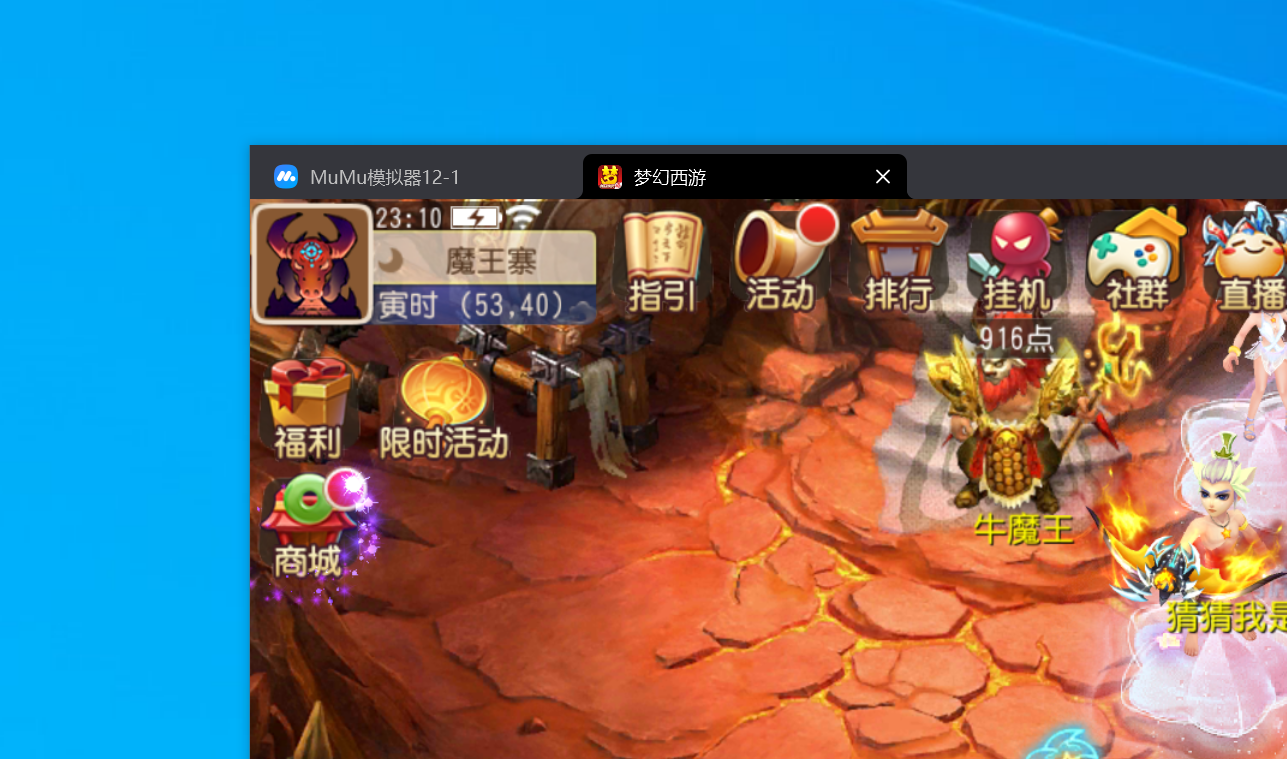 MuMu模拟器12-1
梦幻西游
23:10
魔王寨
寅时 (53,40)
指引
活动
排行
挂机
社群
直播
916点
福利
限时活动
商城
牛魔王
猜猜我是